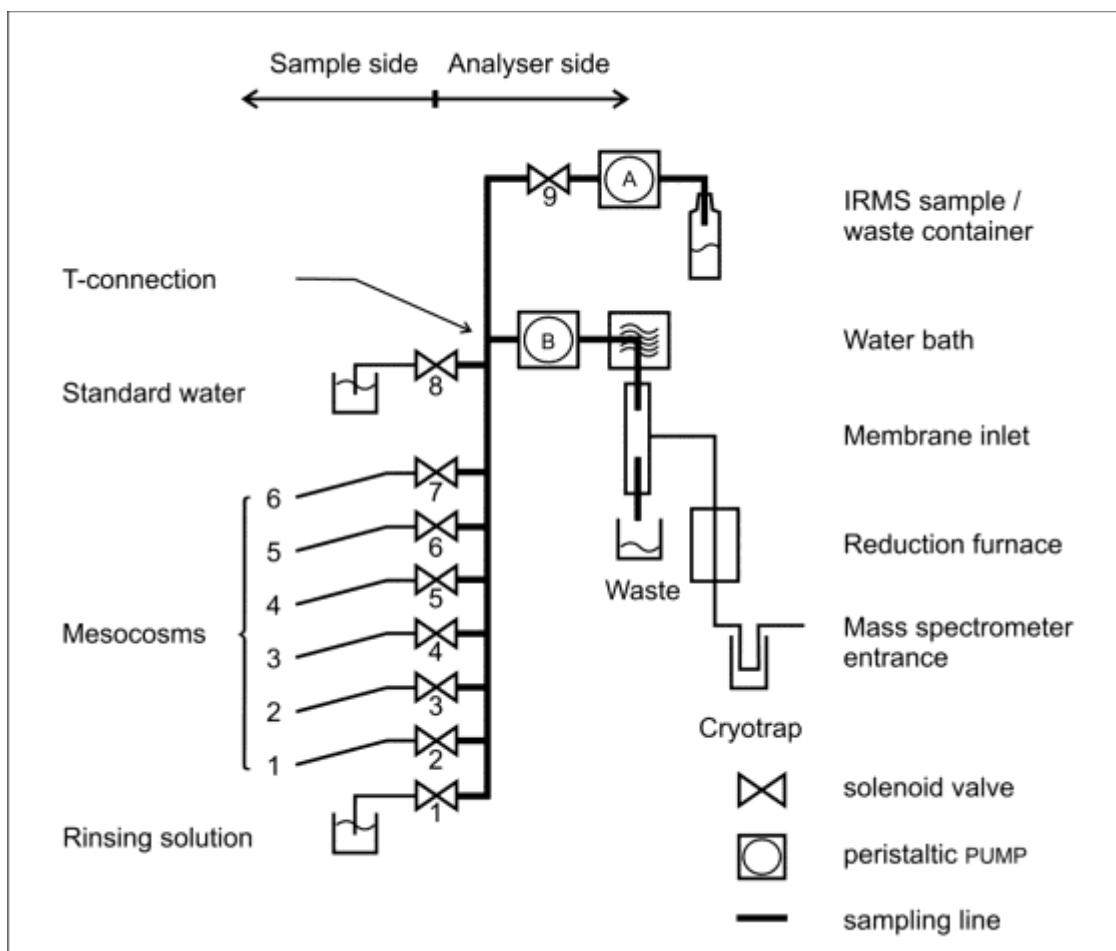 Sample side
Analyser side
9
A
IRMS sample /
waste container
T-connection
B
Water bath
8
Standard water
Membrane inlet
6
7
5
6
Reduction furnace
4
5
Waste
Mesocosms
3
4
Mass spectrometer
entrance
2
3
Cryotrap
1
2
solenoid valve
Rinsing solution
1
peristaltic PUMP
sampling line